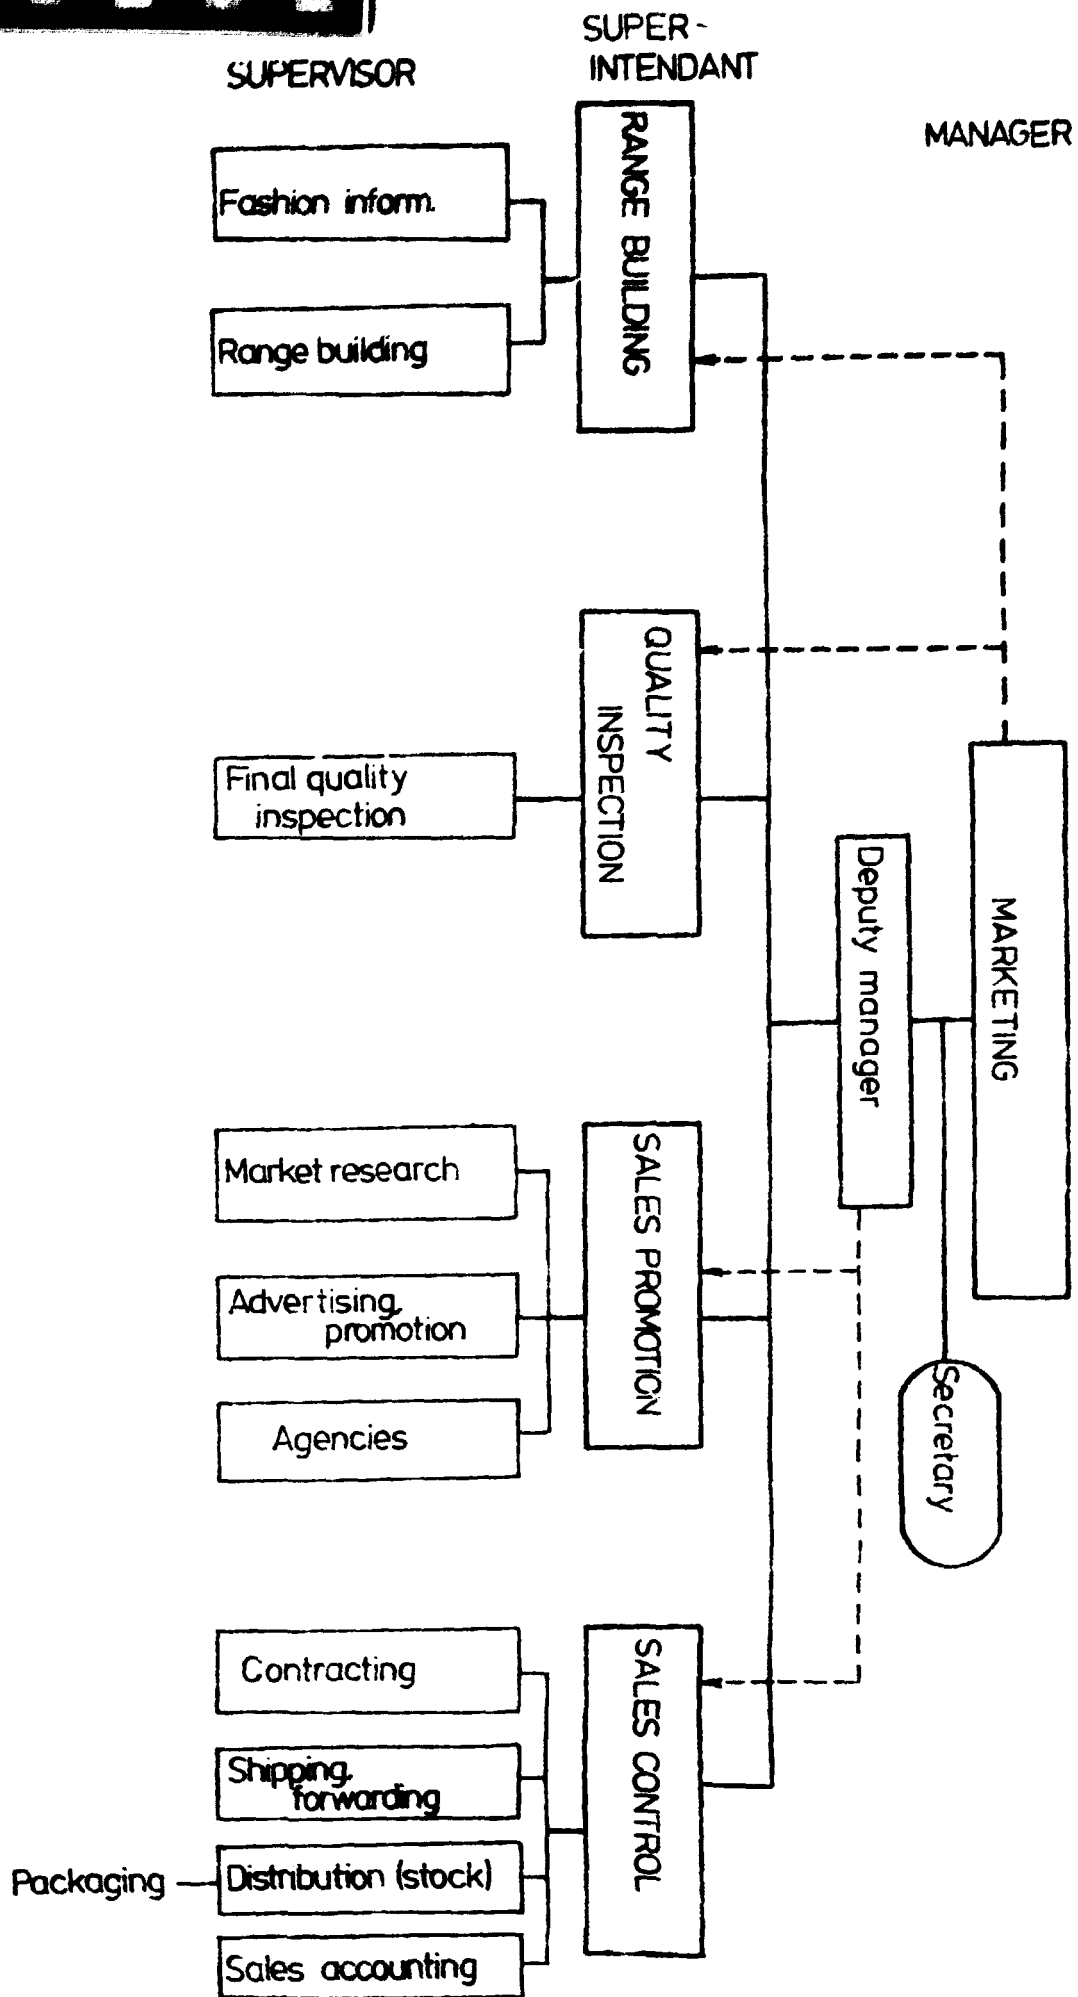 SUPERVISOR
SUPER-
INTENDANT
MANAGER
Fashion inform.
Range building
RANGE BUILDING
Final quality
inspection
QUALITY
INSPECTION
Deputy manager
MARKETING
Secretary
Market research
Advertising,
promotion
Agencies
SALES PROMOTION
Contracting
Shipping,
forwarding
Packaging
Distribution (stock)
Sales accounting
SALES CONTROL